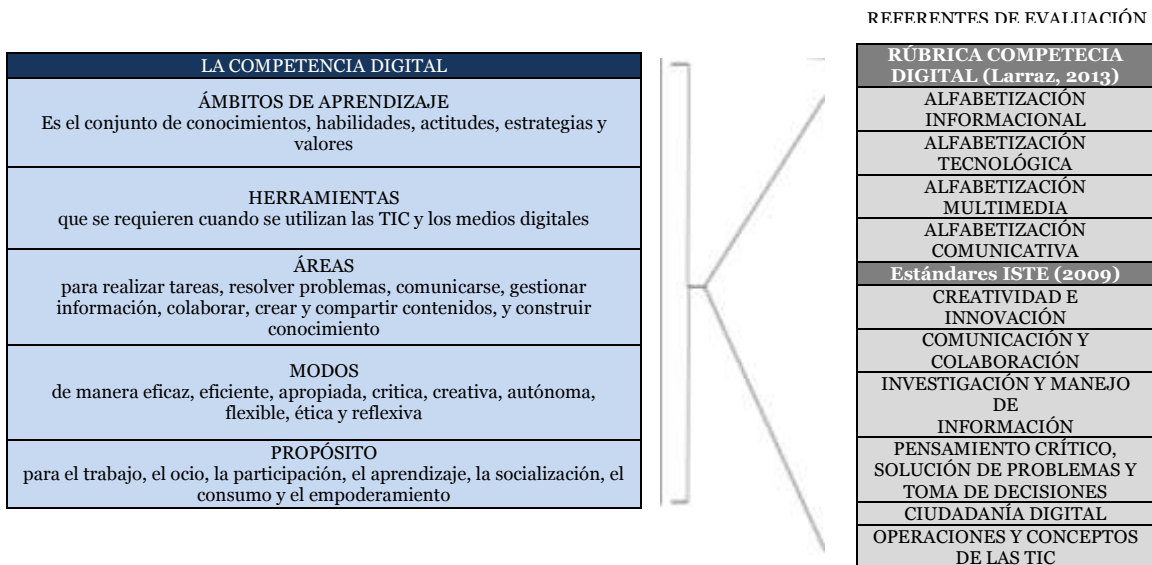 LA COMPETENCIA DIGITAL
ÁMBITOS DE APRENDIZAJE
Es el conjunto de conocimientos, habilidades, actitudes, estrategias y
valores
HERRAMIENTAS
que se requieren cuando se utilizan las TIC y los medios digitales
ÁREAS
para realizar tareas, resolver problemas, comunicarse, gestionar
información, colaborar, crear y compartir contenidos, y construir
conocimiento
MODOS
de manera eficaz, eficiente, apropiada, critica, creativa, autónoma,
flexible, ética y reflexiva
PROPÓSITO
para el trabajo, el ocio, la participación, el aprendizaje, la socialización, el
consumo y el empoderamiento
REFERENTES DE EVALUACIÓN
RÚBRICA COMPETECIA
DIGITAL (Larraz, 2013)
ALFABETIZACIÓN
INFORMACIONAL
ALFABETIZACIÓN
TECNOLÓGICA
ALFABETIZACIÓN
MULTIMEDIA
ALFABETIZACIÓN
COMUNICATIVA
Estándares ISTE (2009)
CREATIVIDAD E
INNOVACIÓN
COMUNICACIÓN Y
COLABORACIÓN
INVESTIGACIÓN Y MANEJO
DE
INFORMACIÓN
PENSAMIENTO CRÍTICO,
SOLUCIÓN DE PROBLEMAS Y
TOMA DE DECISIONES
CIUDADANÍA DIGITAL
OPERACIONES Y CONCEPTOS
DE LAS TIC